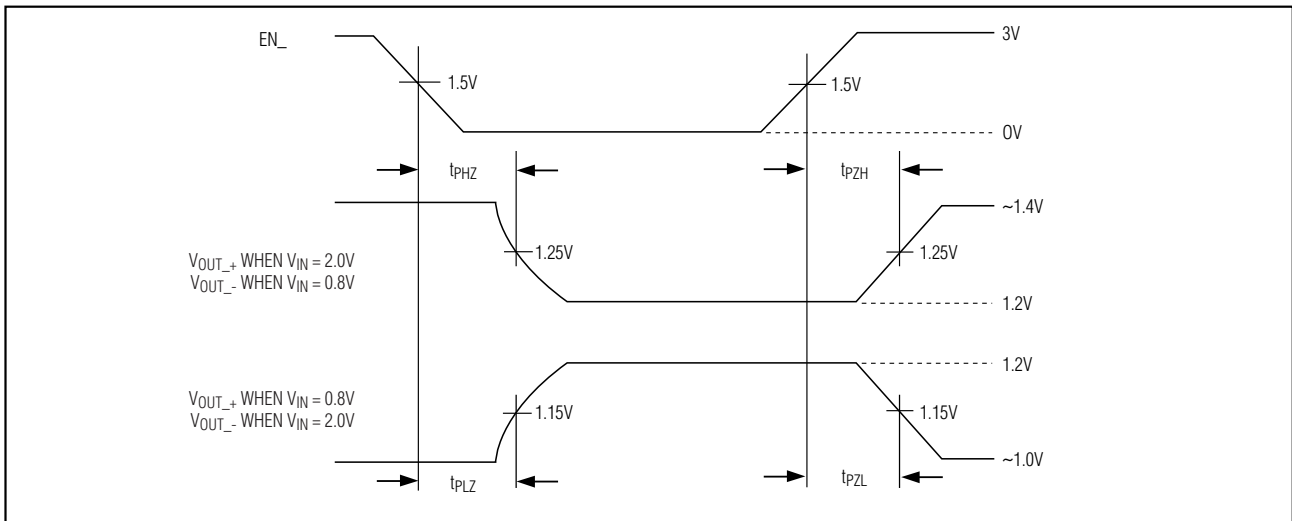 EN_
3V
1.5V
1.5V
0V
tPHZ
tPZH
~1.4V
VOUT_+ WHEN VIN = 2.0V
VOUT_- WHEN VIN = 0.8V
1.25V
1.25V
1.2V
1.2V
VOUT_+ WHEN VIN = 0.8V
VOUT_- WHEN VIN = 2.0V
1.15V
1.15V
~1.0V
tPLZ
tPZL